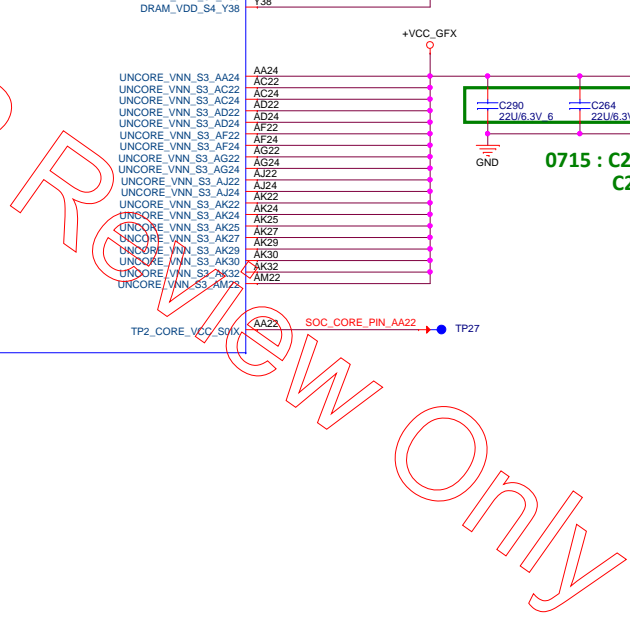 DRAM_VDD_S4_Y38 Y38
+VCC_GFX
UNCORE_VNN_S3_AA24 AA24
UNCORE_VNN_S3_AC22 AC22
UNCORE_VNN_S3_AC24 AC24
UNCORE_VNN_S3_AD22 AD22
UNCORE_VNN_S3_AD24 AD24
UNCORE_VNN_S3_AF22 AF22
UNCORE_VNN_S3_AF24 AF24
UNCORE_VNN_S3_AG22 AG22
UNCORE_VNN_S3_AG24 AG24
UNCORE_VNN_S3_AJ22 AJ22
UNCORE_VNN_S3_AJ24 AJ24
UNCORE_VNN_S3_AK22 AK22
UNCORE_VNN_S3_AK24 AK24
UNCORE_VNN_S3_AK25 AK25
UNCORE_VNN_S3_AK27 AK27
UNCORE_VNN_S3_AK29 AK29
UNCORE_VNN_S3_AK30 AK30
UNCORE_VNN_S3_AK32 AK32
UNCORE_VNN_S3_AM22 AM22
C290
22U/6.3V_6
C264
22U/6.3V
GND
0715 : C2
C2
TP2_CORE_VCC_S0IX AA22 SOC_CORE_PIN_AA22 TP27
Review Only